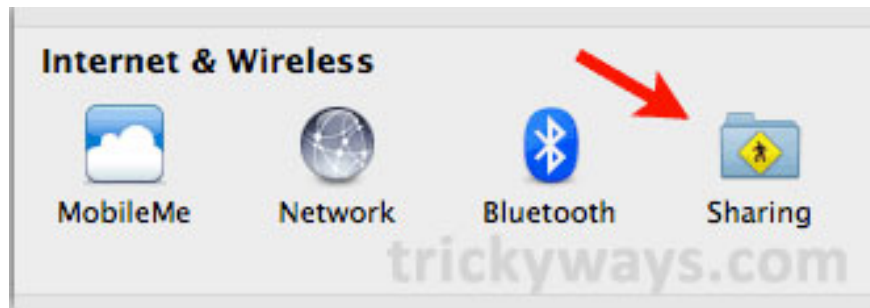 Internet & Wireless
MobileMe Network Bluetooth Sharing
trickyways.com